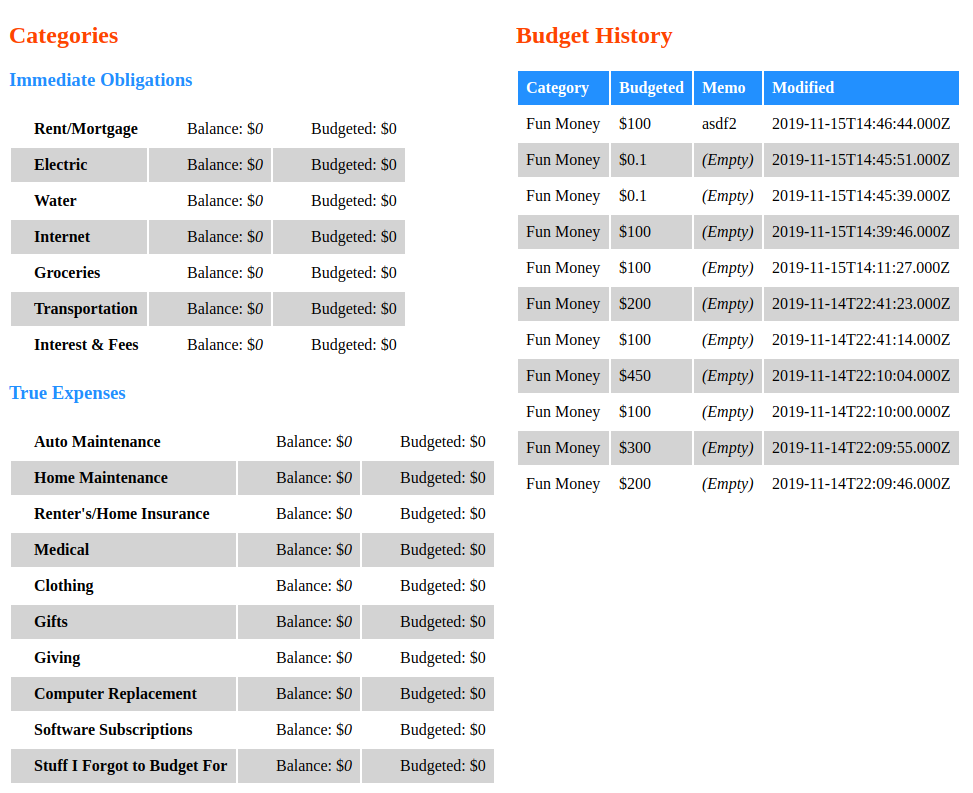 Categories
Immediate Obligations
Rent/Mortgage Balance: $0 Budgeted: $0
Electric Balance: $0 Budgeted: $0
Water Balance: $0 Budgeted: $0
Internet Balance: $0 Budgeted: $0
Groceries Balance: $0 Budgeted: $0
Transportation Balance: $0 Budgeted: $0
Interest & Fees Balance: $0 Budgeted: $0
True Expenses
Auto Maintenance Balance: $0 Budgeted: $0
Home Maintenance Balance: $0 Budgeted: $0
Renter's/Home Insurance Balance: $0 Budgeted: $0
Medical Balance: $0 Budgeted: $0
Clothing Balance: $0 Budgeted: $0
Gifts Balance: $0 Budgeted: $0
Giving Balance: $0 Budgeted: $0
Computer Replacement Balance: $0 Budgeted: $0
Software Subscriptions Balance: $0 Budgeted: $0
Stuff I Forgot to Budget For Balance: $0 Budgeted: $0
Budget History
Category Budgeted Memo Modified
Fun Money $100 asdf2 2019-11-15T14:46:44.000Z
Fun Money $0.1 (Empty) 2019-11-15T14:45:51.000Z
Fun Money $0.1 (Empty) 2019-11-15T14:45:39.000Z
Fun Money $100 (Empty) 2019-11-15T14:39:46.000Z
Fun Money $100 (Empty) 2019-11-15T14:11:27.000Z
Fun Money $200 (Empty) 2019-11-14T22:41:23.000Z
Fun Money $100 (Empty) 2019-11-14T22:41:14.000Z
Fun Money $450 (Empty) 2019-11-14T22:10:04.000Z
Fun Money $100 (Empty) 2019-11-14T22:10:00.000Z
Fun Money $300 (Empty) 2019-11-14T22:09:55.000Z
Fun Money $200 (Empty) 2019-11-14T22:09:46.000Z